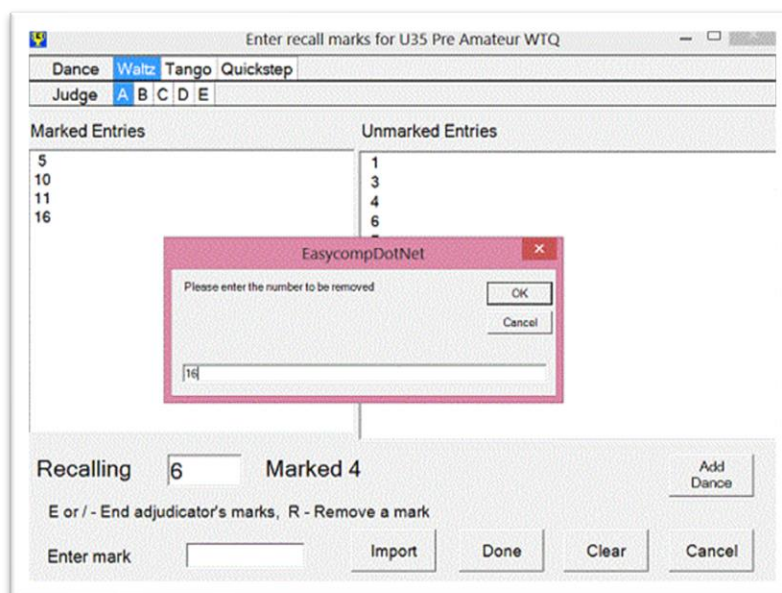 Enter recall marks for U35 Pre Amateur WTQ
Dance Waltz Tango Quickstep
Judge A B C D E
Marked Entries Unmarked Entries
5 1
10 3
11 4
16 6
EasycompDotNet
Please enter the number to be removed
OK
Cancel
16
Recalling 6 Marked 4
Add
Dance
E or / - End adjudicator's marks, R - Remove a mark
Enter mark Import Done Clear Cancel